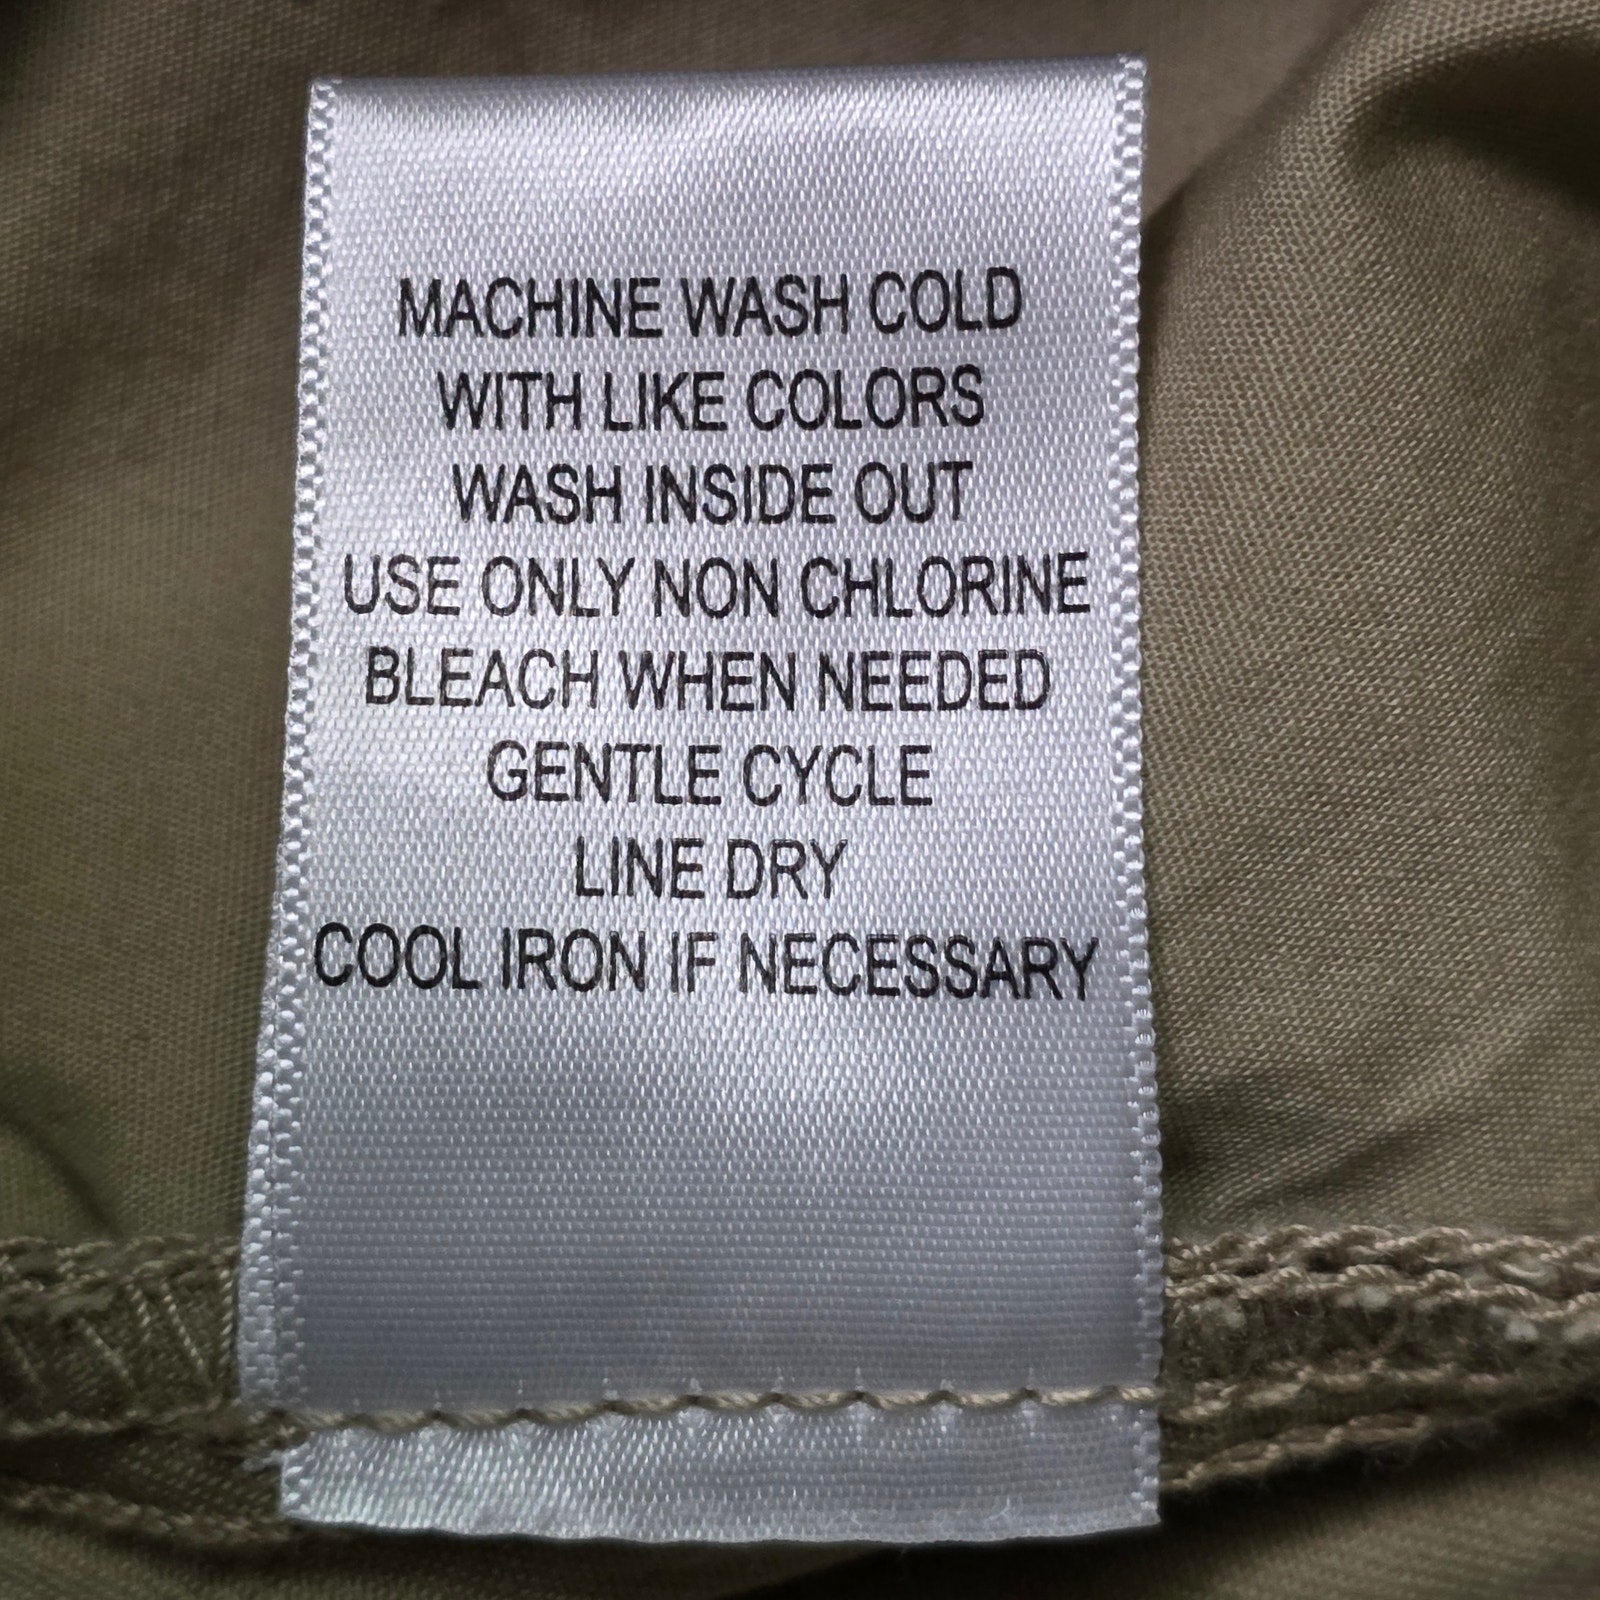 MACHINE WASH COLD
WITH LIKE COLORS
WASH INSIDE OUT
USE ONLY NON CHLORINE
BLEACH WHEN NEEDED
GENTLE CYCLE
LINE DRY
COOL IRON IF NECESSARY